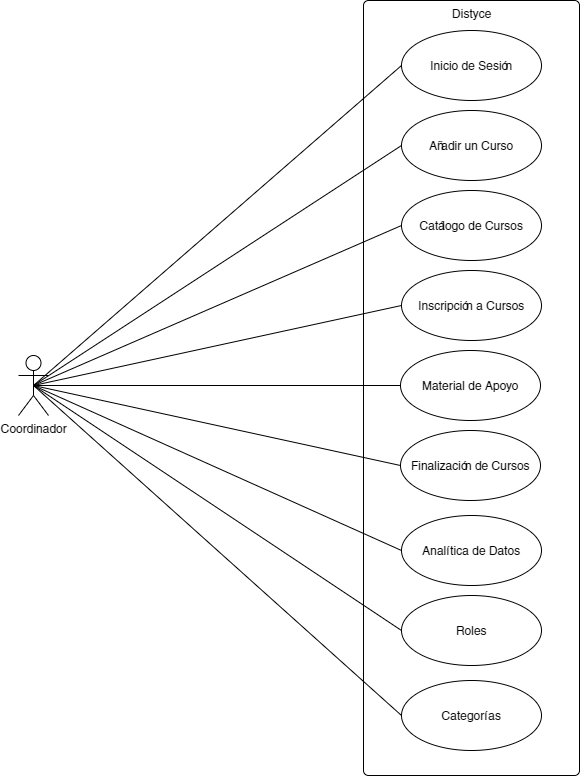 Distyce
Inicio de Sesión
Añadir un Curso
Catálogo de Cursos
Inscripción a Cursos
Material de Apoyo
Coordinador
Finalización de Cursos
Analítica de Datos
Roles
Categorías